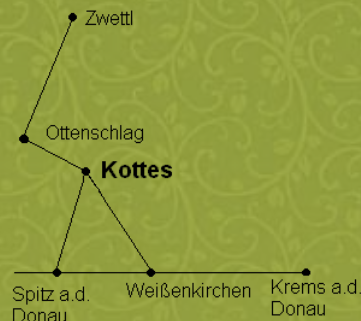 Zwettl
Ottenschlag
Kottes
Spitz a.d.
Donau
Weißenkirchen
Krems a.d.
Donau